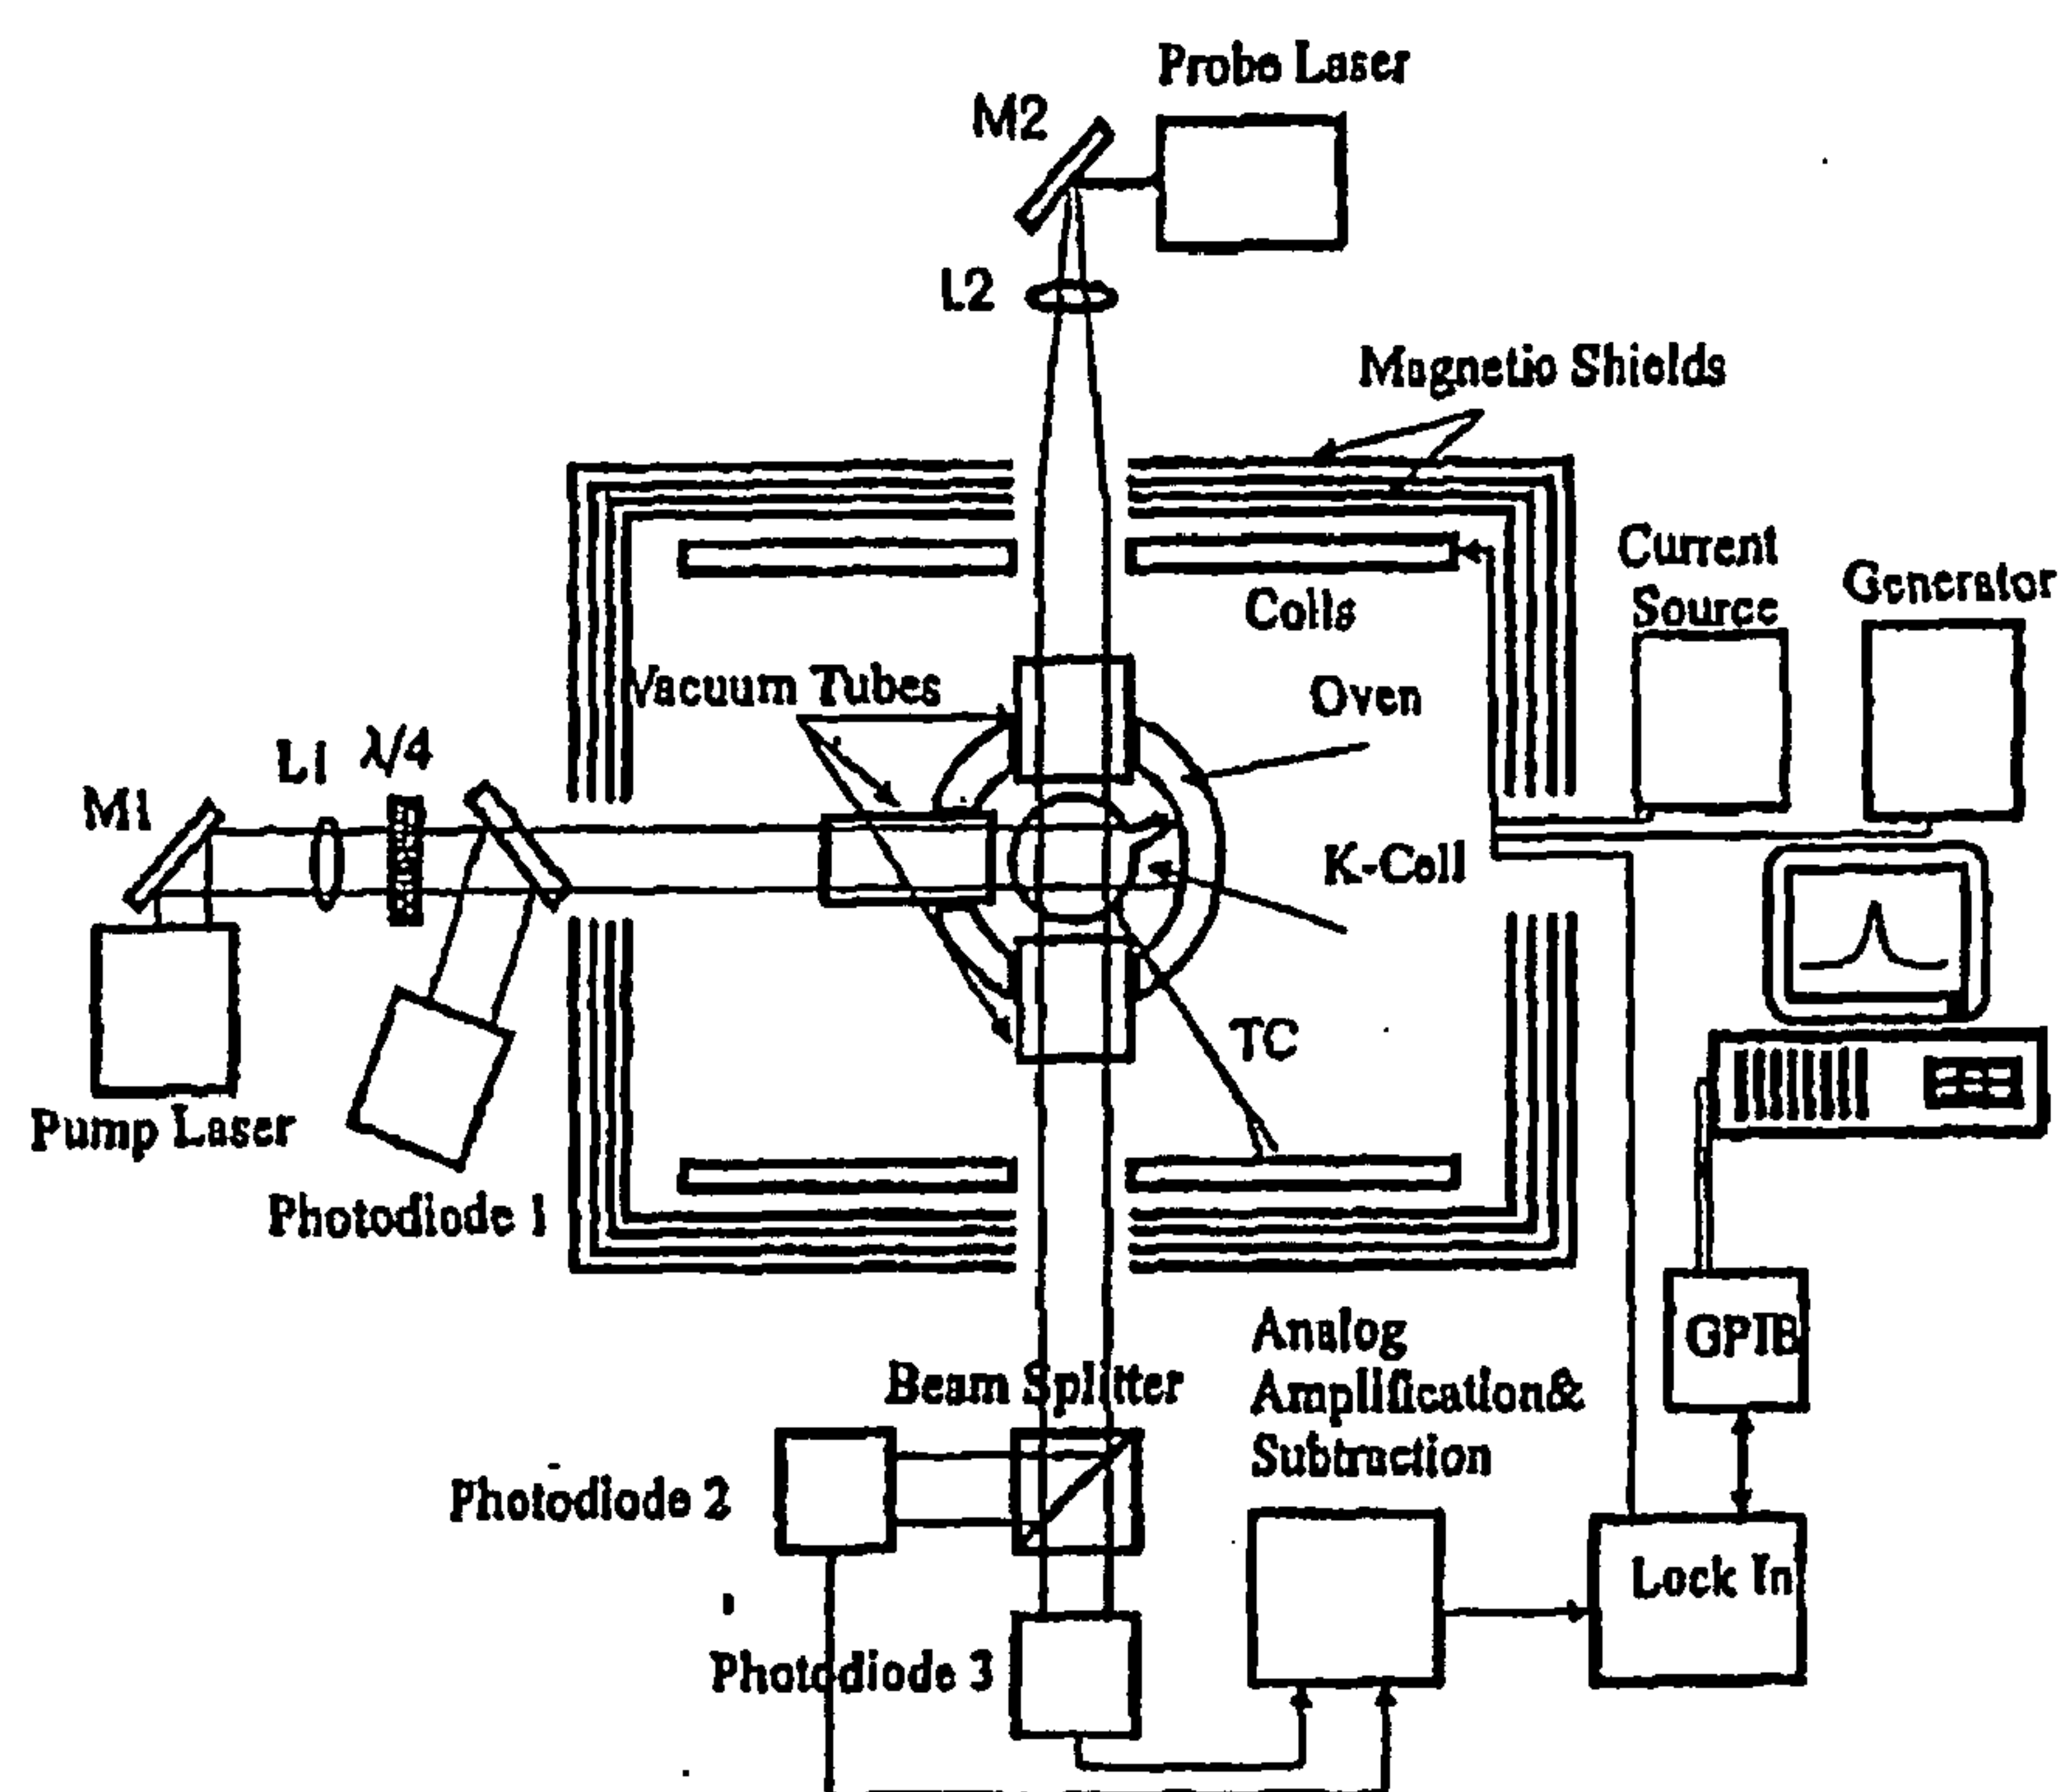 Probe Laser
M2
L2
Magnetic Shields
Current
Source
Generator
Coils
Vacuum Tubes
Oven
L1
λ/4
M1
K-Coll
TC
Pump Laser
Photodiode 1
GPIB
Analog
Amplification&
Subtraction
Beam Splitter
Photodiode 2
Lock In
Photodiode 3